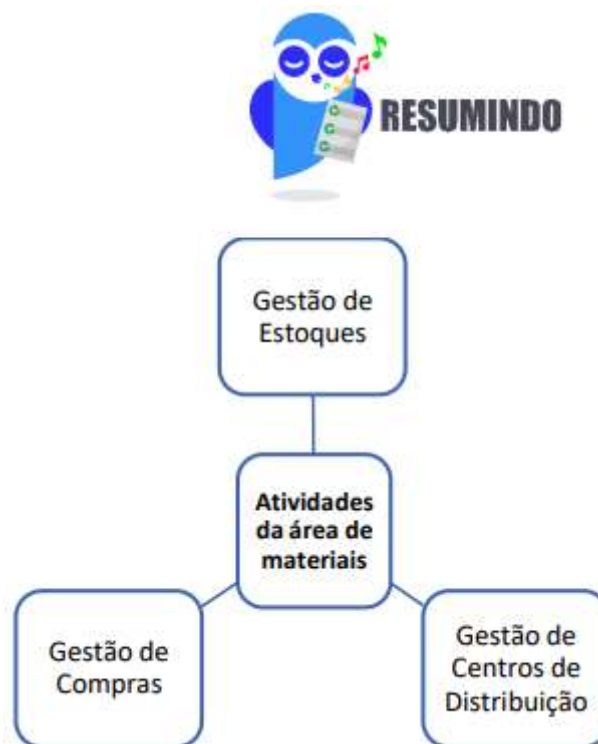 RESUMINDO
Gestão de
Estoques
Atividades
da área de
materiais
Gestão de
Compras
Gestão de
Centros de
Distribuição